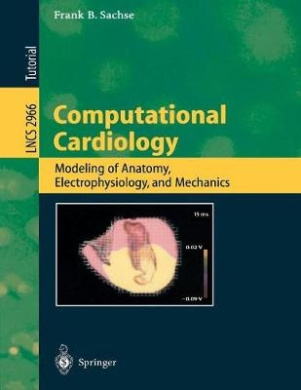 Frank B. Sachse
LNCS 2966
Tutorial
Computational
Cardiology
Modeling of Anatomy,
Electrophysiology, and Mechanics
15 ms
0.02 V
-0.09 V
Springer